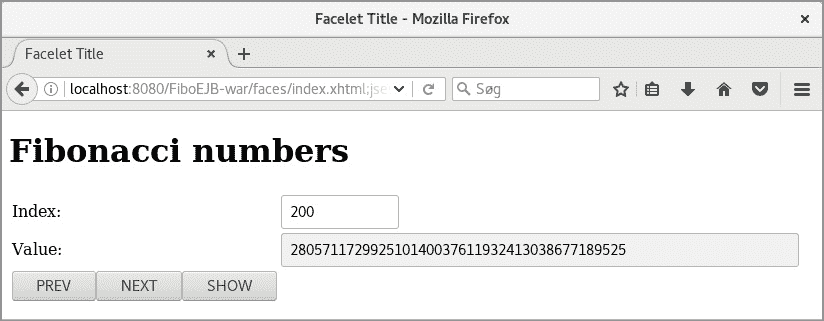 Facelet Title - Mozilla Firefox
Facelet Title
localhost:8080/FiboEJB-war/faces/index.xhtml;jse
Søg
Fibonacci numbers
Index: 200
Value: 280571172992510140037611932413038677189525
PREV NEXT SHOW